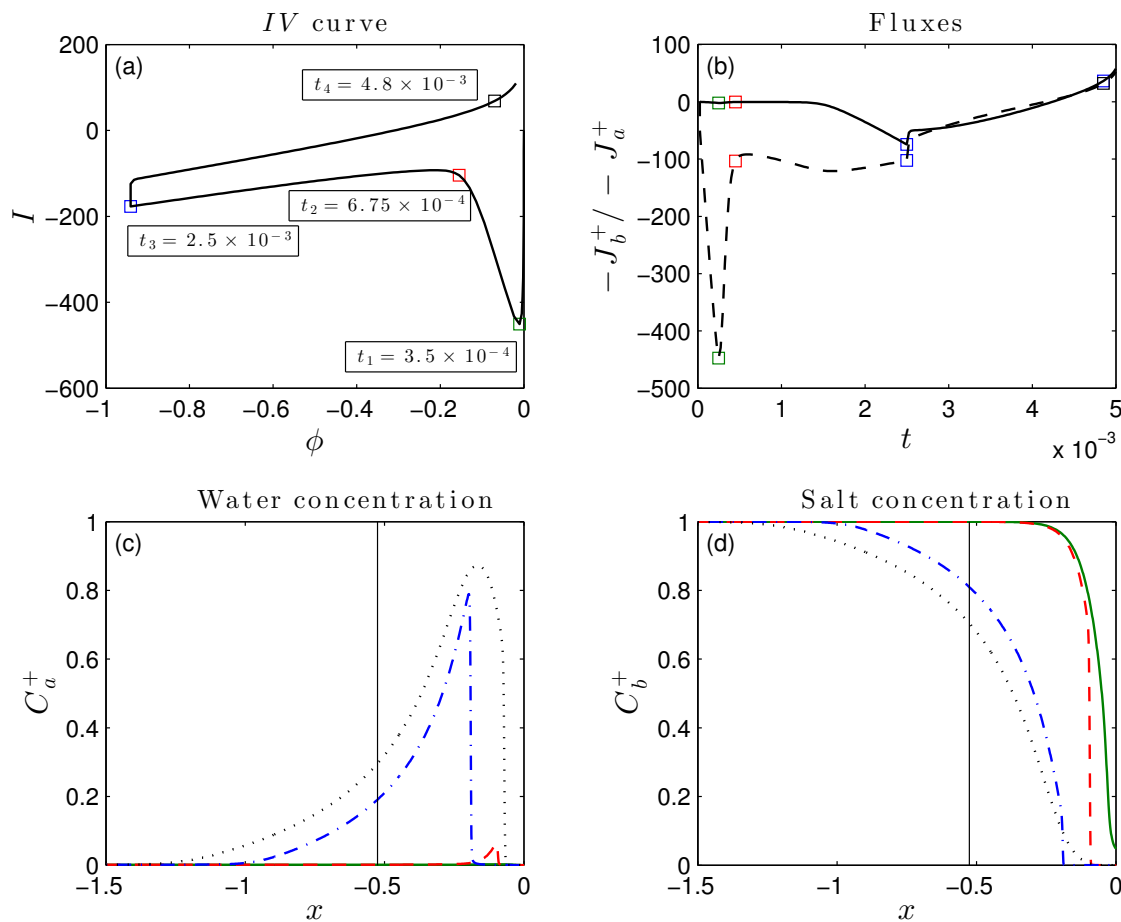 IV curve
(a)
200
0
−200
−400
−600
I
t₄ = 4.8 × 10⁻³
t₂ = 6.75 × 10⁻⁴
t₃ = 2.5 × 10⁻³
t₁ = 3.5 × 10⁻⁴
−1 −0.8 −0.6 −0.4 −0.2 0
ϕ
Fluxes
(b)
100
0
−100
−200
−300
−400
−500
−J_b^+ / −J_a^+
0 1 2 3 4 5
t
x 10⁻³
Water concentration
(c)
1
0.8
0.6
0.4
0.2
0
C_a^+
−1.5 −1 −0.5 0
x
Salt concentration
(d)
1
0.8
0.6
0.4
0.2
0
C_b^+
−1.5 −1 −0.5 0
x